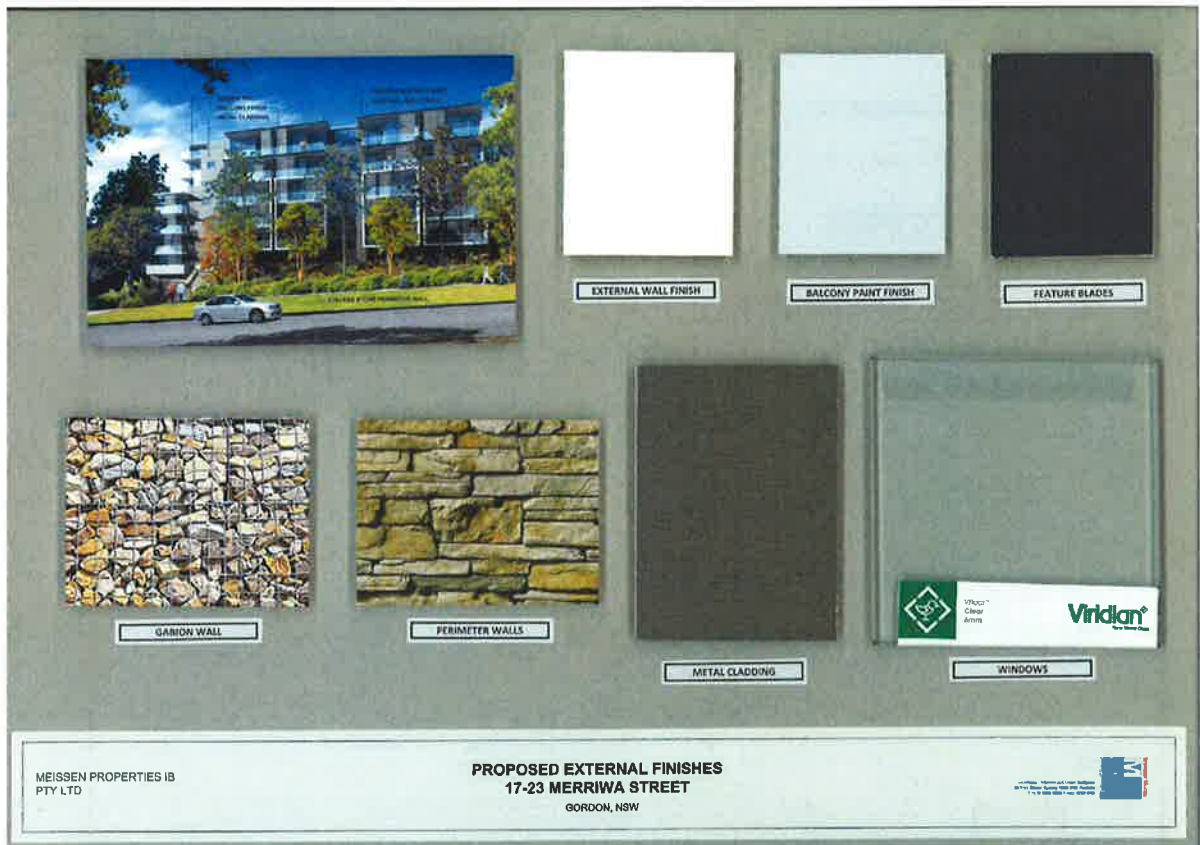 EXTERNAL WALL FINISH
BALCONY PAINT FINISH
FEATURE BLADES
GABION WALL
PERIMETER WALLS
METAL CLADDING
Clear
6mm
Viridian
WINDOWS
MEISSEN PROPERTIES IB
PTY LTD
PROPOSED EXTERNAL FINISHES
17-23 MERRIWA STREET
GORDON, NSW